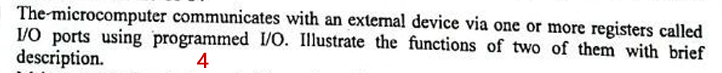 The-microcomputer communicates with an external device via one or more registers called
I/O ports using programmed I/O. Illustrate the functions of two of them with brief
description. 4